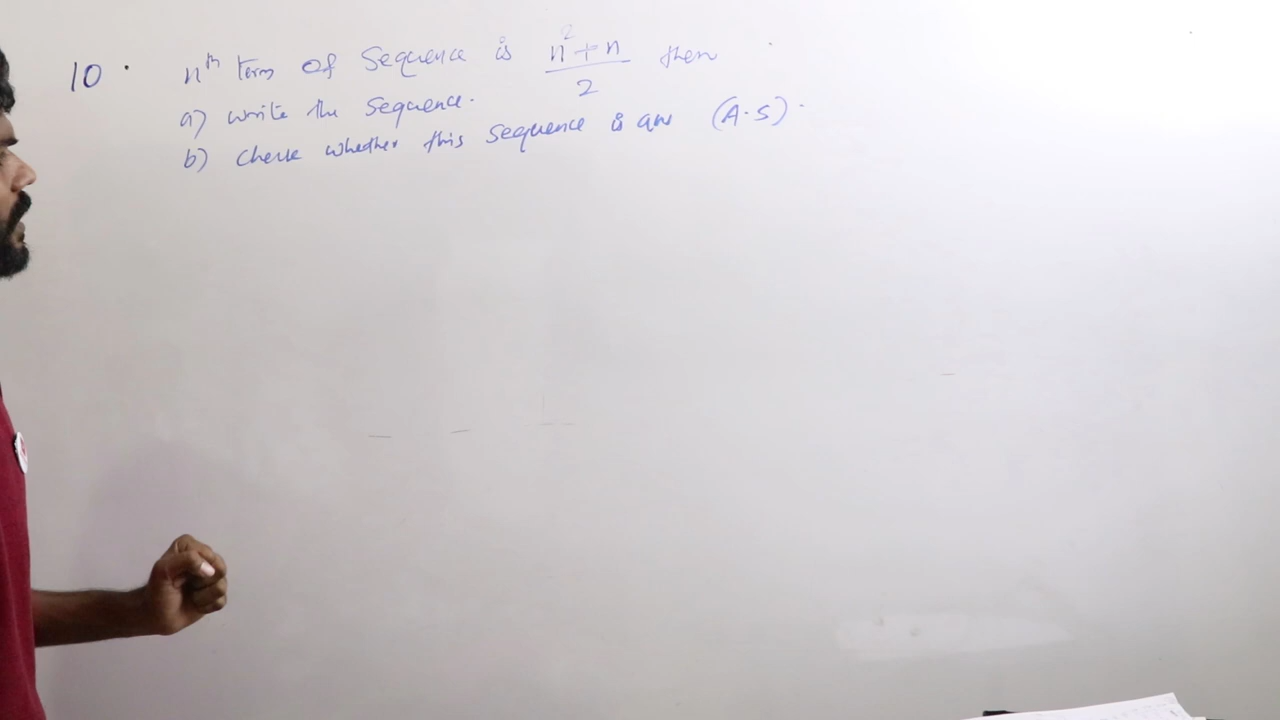 10. nth term of Sequence is (n² + n)/2 then
a) write the Sequence.
b) Check whether this Sequence is an (A.S).